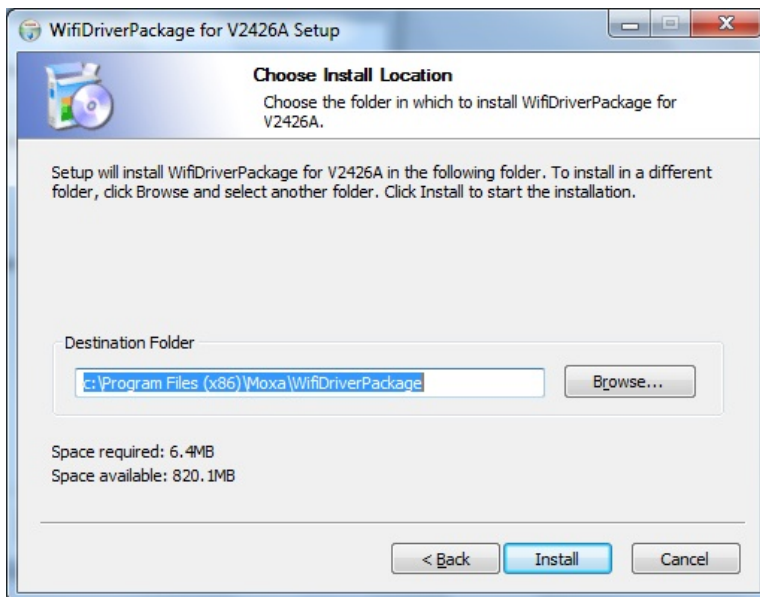 WifiDriverPackage for V2426A Setup
Choose Install Location
Choose the folder in which to install WifiDriverPackage for
V2426A.
Setup will install WifiDriverPackage for V2426A in the following folder. To install in a different
folder, click Browse and select another folder. Click Install to start the installation.
Destination Folder
c:\Program Files (x86)\Moxa\WifiDriverPackage
Browse...
Space required: 6.4MB
Space available: 820.1MB
< Back
Install
Cancel